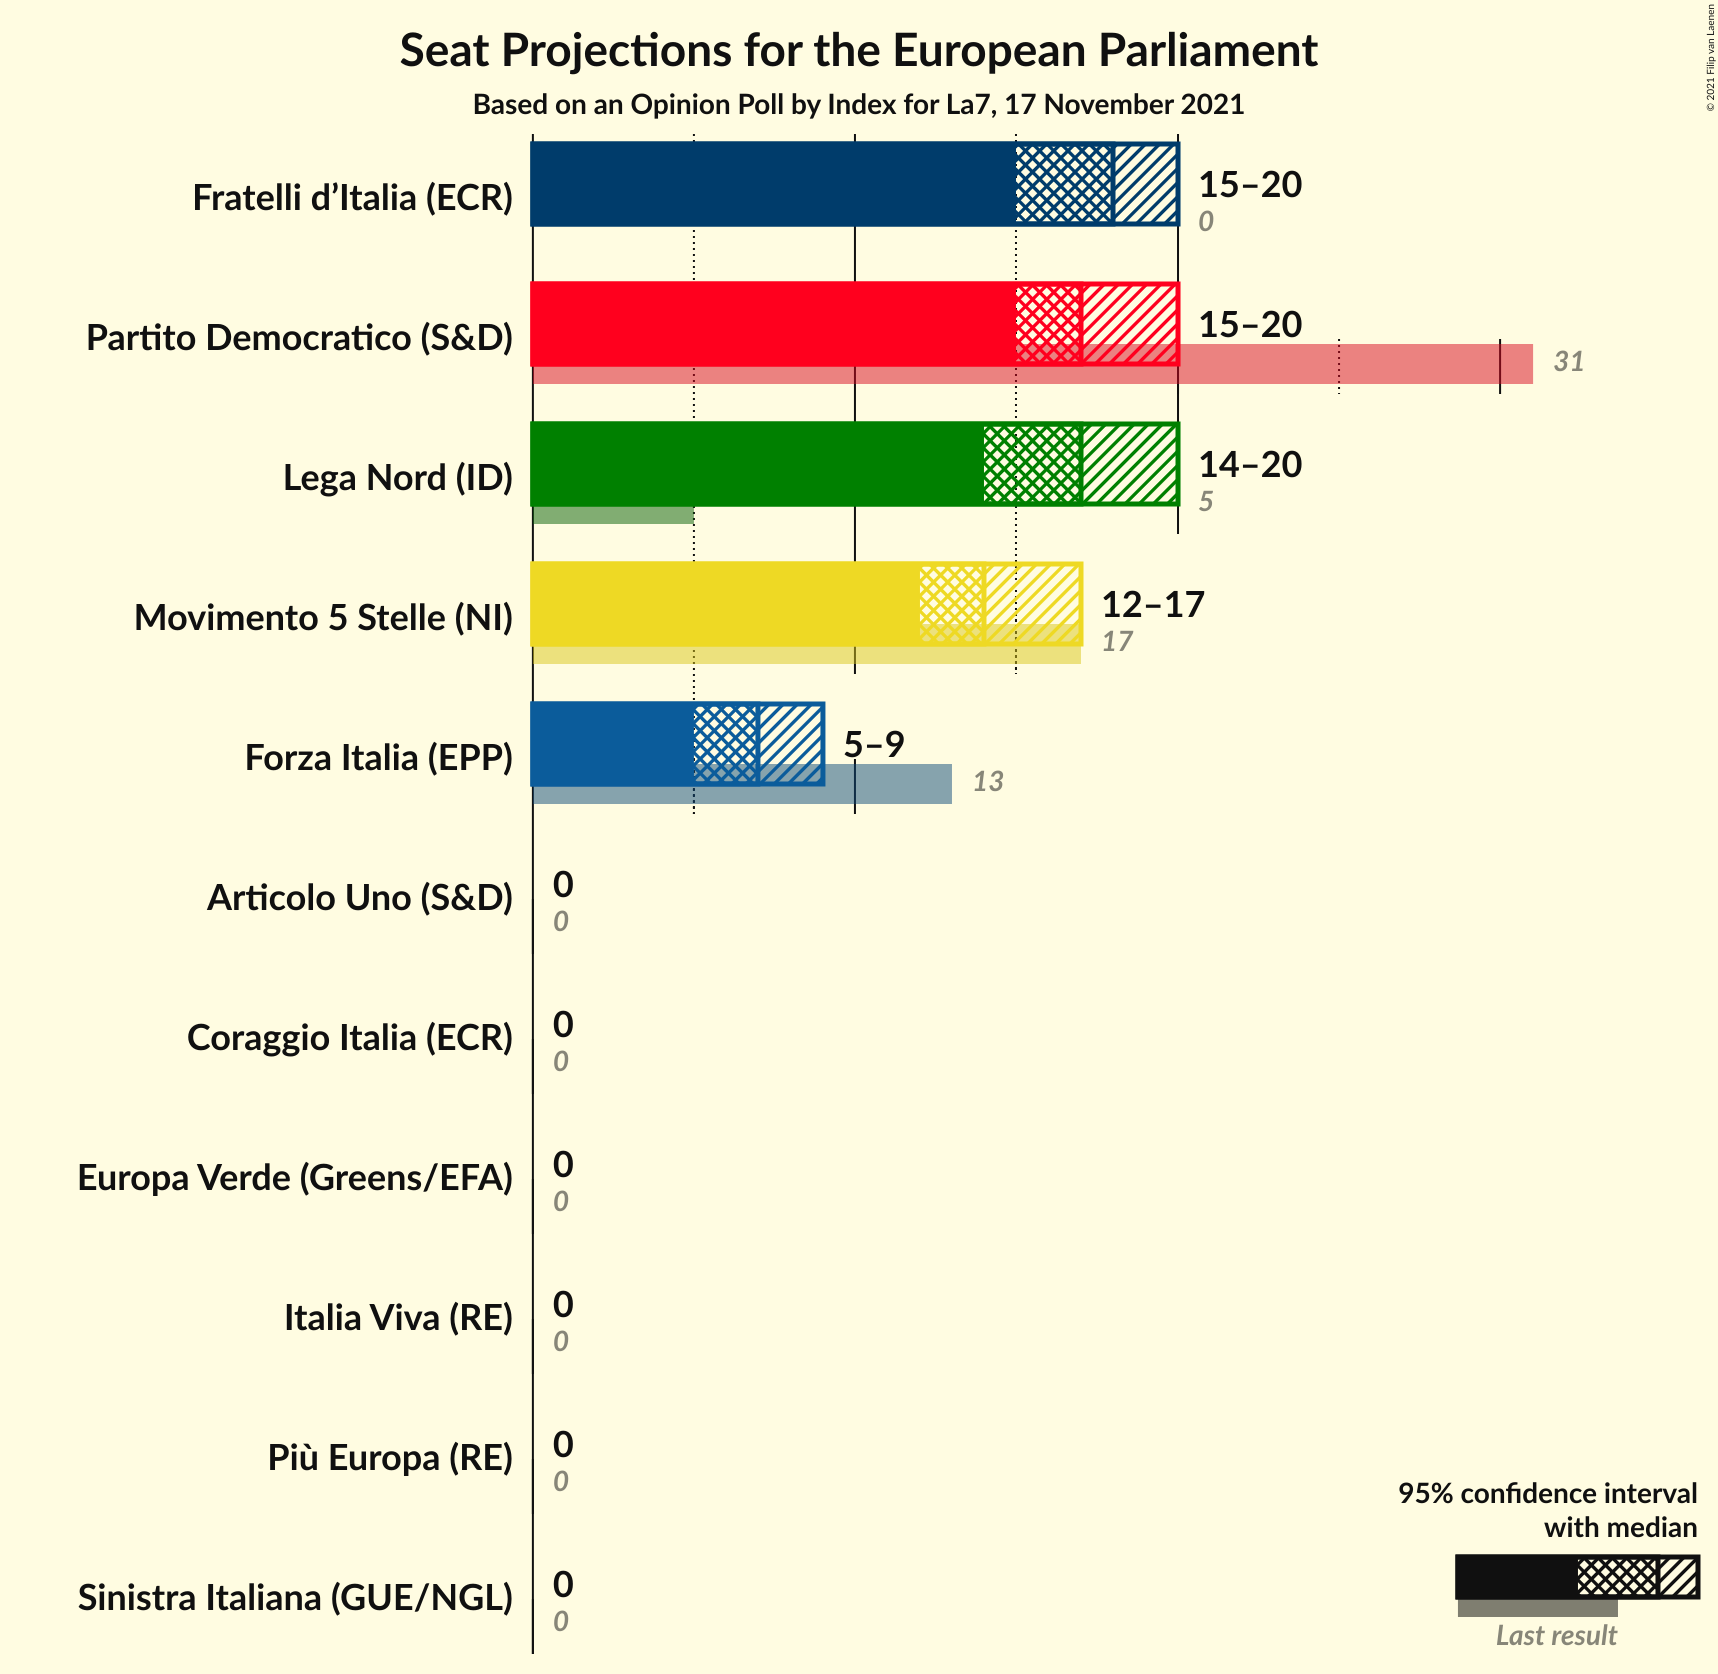 Seat Projections for the European Parliament
Based on an Opinion Poll by Index for La7, 17 November 2021
© 2021 Filip van Laenen
Fratelli d’Italia (ECR)
15–20
0
Partito Democratico (S&D)
15–20
31
Lega Nord (ID)
14–20
5
Movimento 5 Stelle (NI)
12–17
17
Forza Italia (EPP)
5–9
13
Articolo Uno (S&D)
0
0
Coraggio Italia (ECR)
0
0
Europa Verde (Greens/EFA)
0
0
Italia Viva (RE)
0
0
Più Europa (RE)
0
0
Sinistra Italiana (GUE/NGL)
0
0
95% confidence interval
with median
Last result